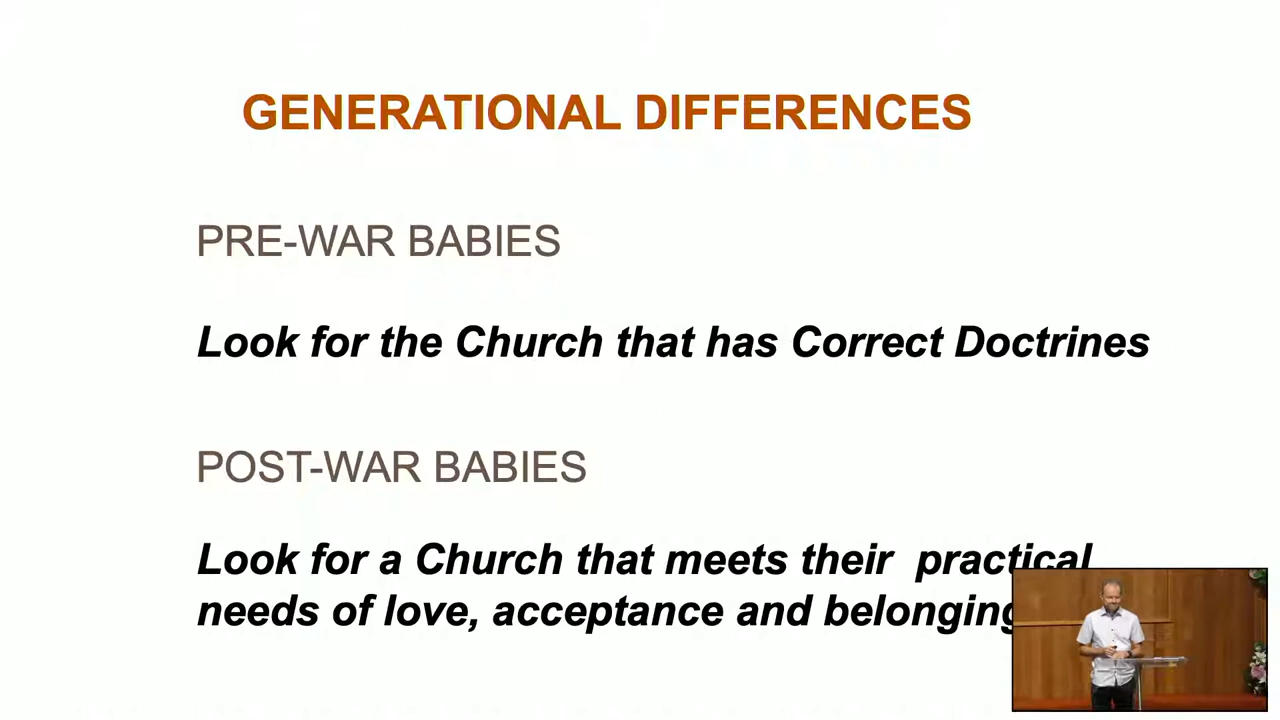 GENERATIONAL DIFFERENCES
PRE-WAR BABIES
Look for the Church that has Correct Doctrines
POST-WAR BABIES
Look for a Church that meets their practical
needs of love, acceptance and belonging